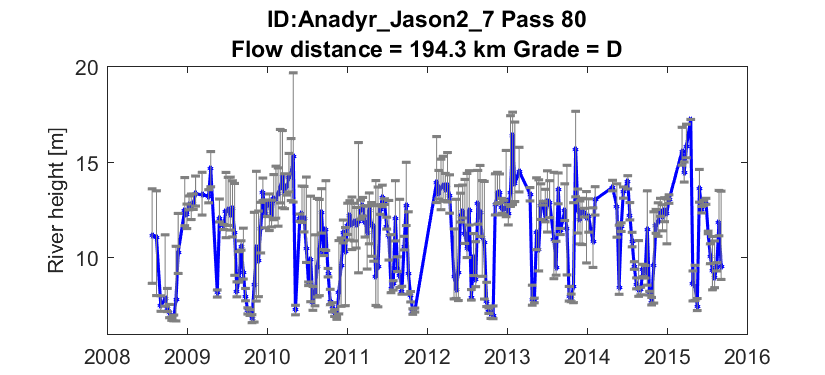 ID:Anadyr_Jason2_7 Pass 80
Flow distance = 194.3 km Grade = D
River height [m]
20
15
10
2008 2009 2010 2011 2012 2013 2014 2015 2016